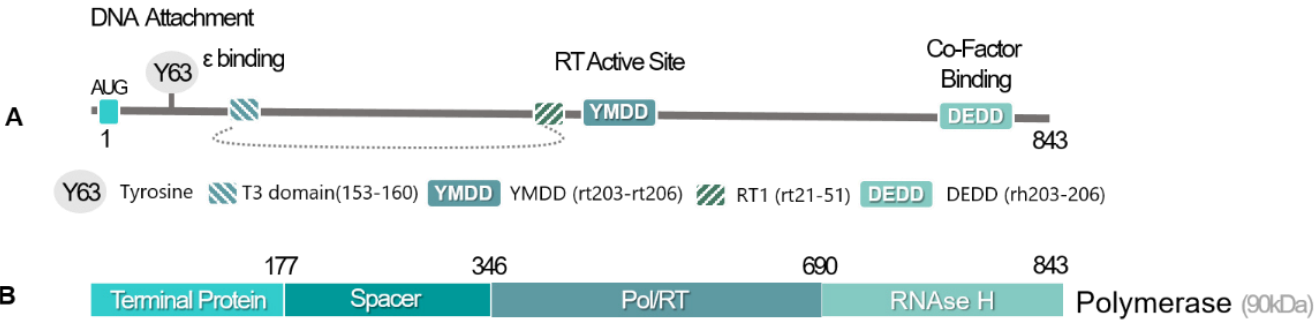 DNA Attachment
Y63
ε binding
RT Active Site
Co-Factor
Binding
AUG
A
YMDD
DEDD
1
843
Y63 Tyrosine T3 domain(153-160) YMDD YMDD (rt203-rt206) RT1 (rt21-51) DEDD DEDD (rh203-206)
177 346 690 843
B Terminal Protein Spacer Pol/RT RNAse H Polymerase (90kDa)